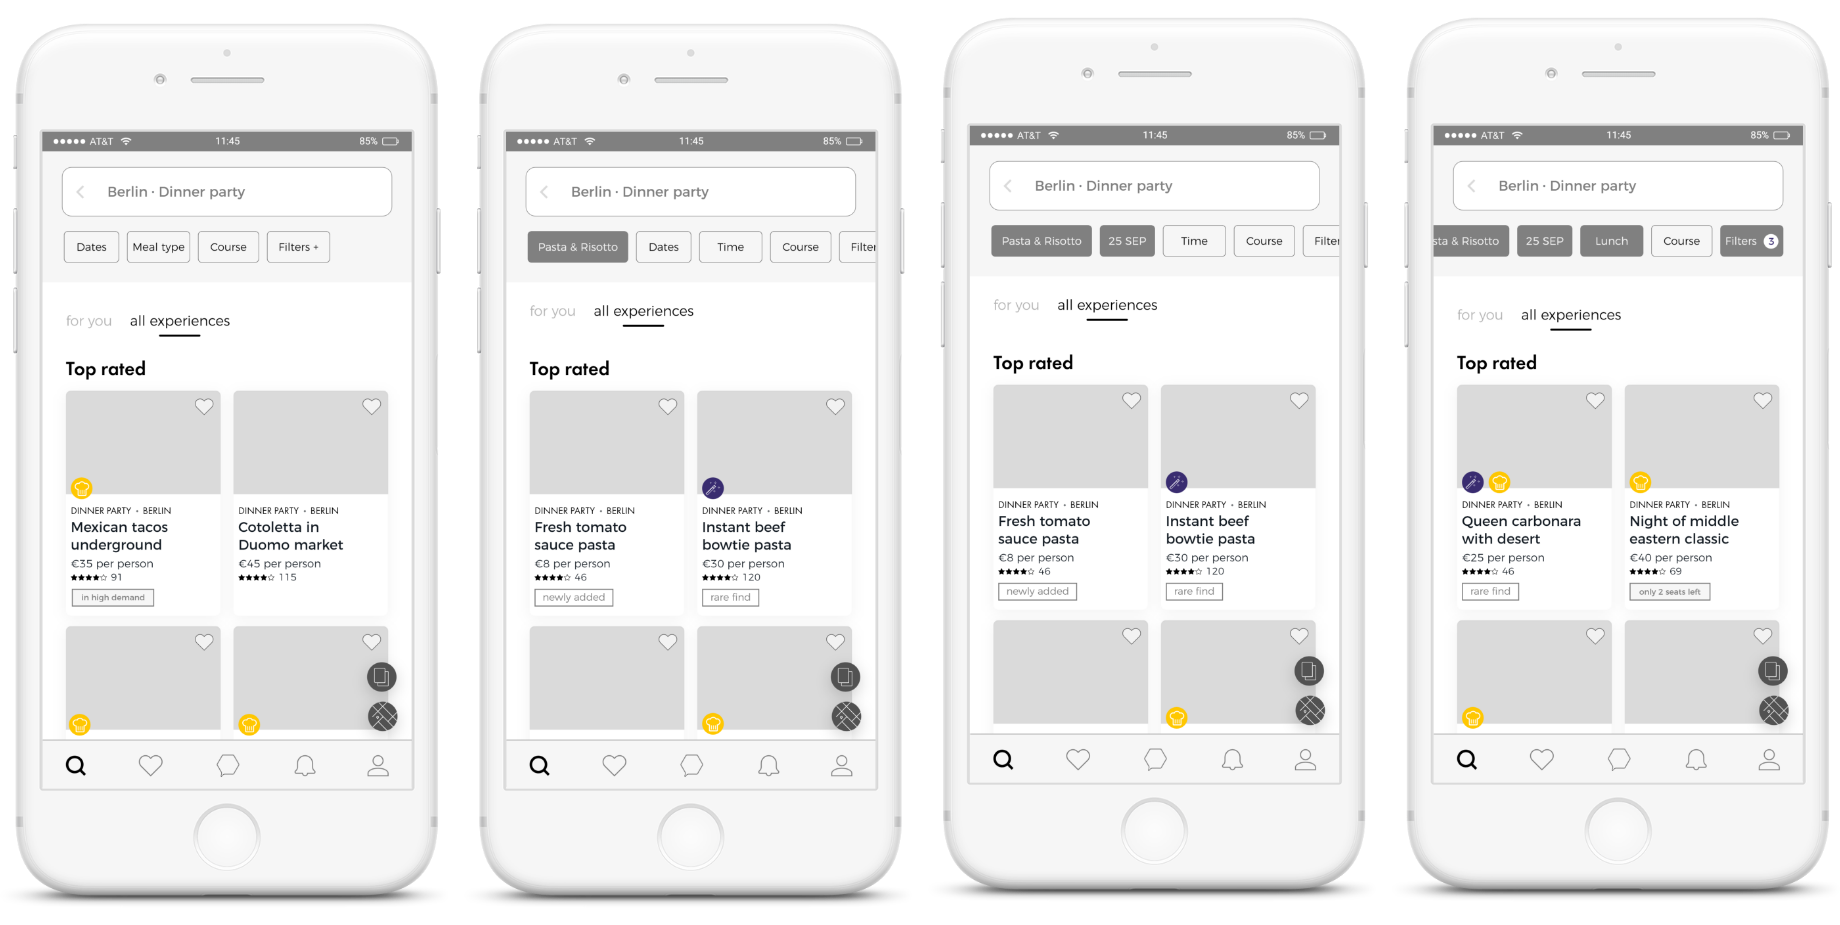 AT&T 11:45 85%
Berlin · Dinner party
Dates Meal type Course Filters +
for you all experiences
Top rated
DINNER PARTY • BERLIN
Mexican tacos
underground
€35 per person
91
in high demand
DINNER PARTY • BERLIN
Cotoletta in
Duomo market
€45 per person
115
AT&T 11:45 85%
Berlin · Dinner party
Pasta & Risotto Dates Time Course Filter
for you all experiences
Top rated
DINNER PARTY • BERLIN
Fresh tomato
sauce pasta
€8 per person
46
newly added
DINNER PARTY • BERLIN
Instant beef
bowtie pasta
€30 per person
120
rare find
AT&T 11:45 85%
Berlin · Dinner party
Pasta & Risotto 25 SEP Time Course Filter
for you all experiences
Top rated
DINNER PARTY • BERLIN
Fresh tomato
sauce pasta
€8 per person
46
newly added
DINNER PARTY • BERLIN
Instant beef
bowtie pasta
€30 per person
120
rare find
AT&T 11:45 85%
Berlin · Dinner party
sta & Risotto 25 SEP Lunch Course Filters 3
for you all experiences
Top rated
DINNER PARTY • BERLIN
Queen carbonara
with desert
€25 per person
46
rare find
DINNER PARTY • BERLIN
Night of middle
eastern classic
€40 per person
69
only 2 seats left